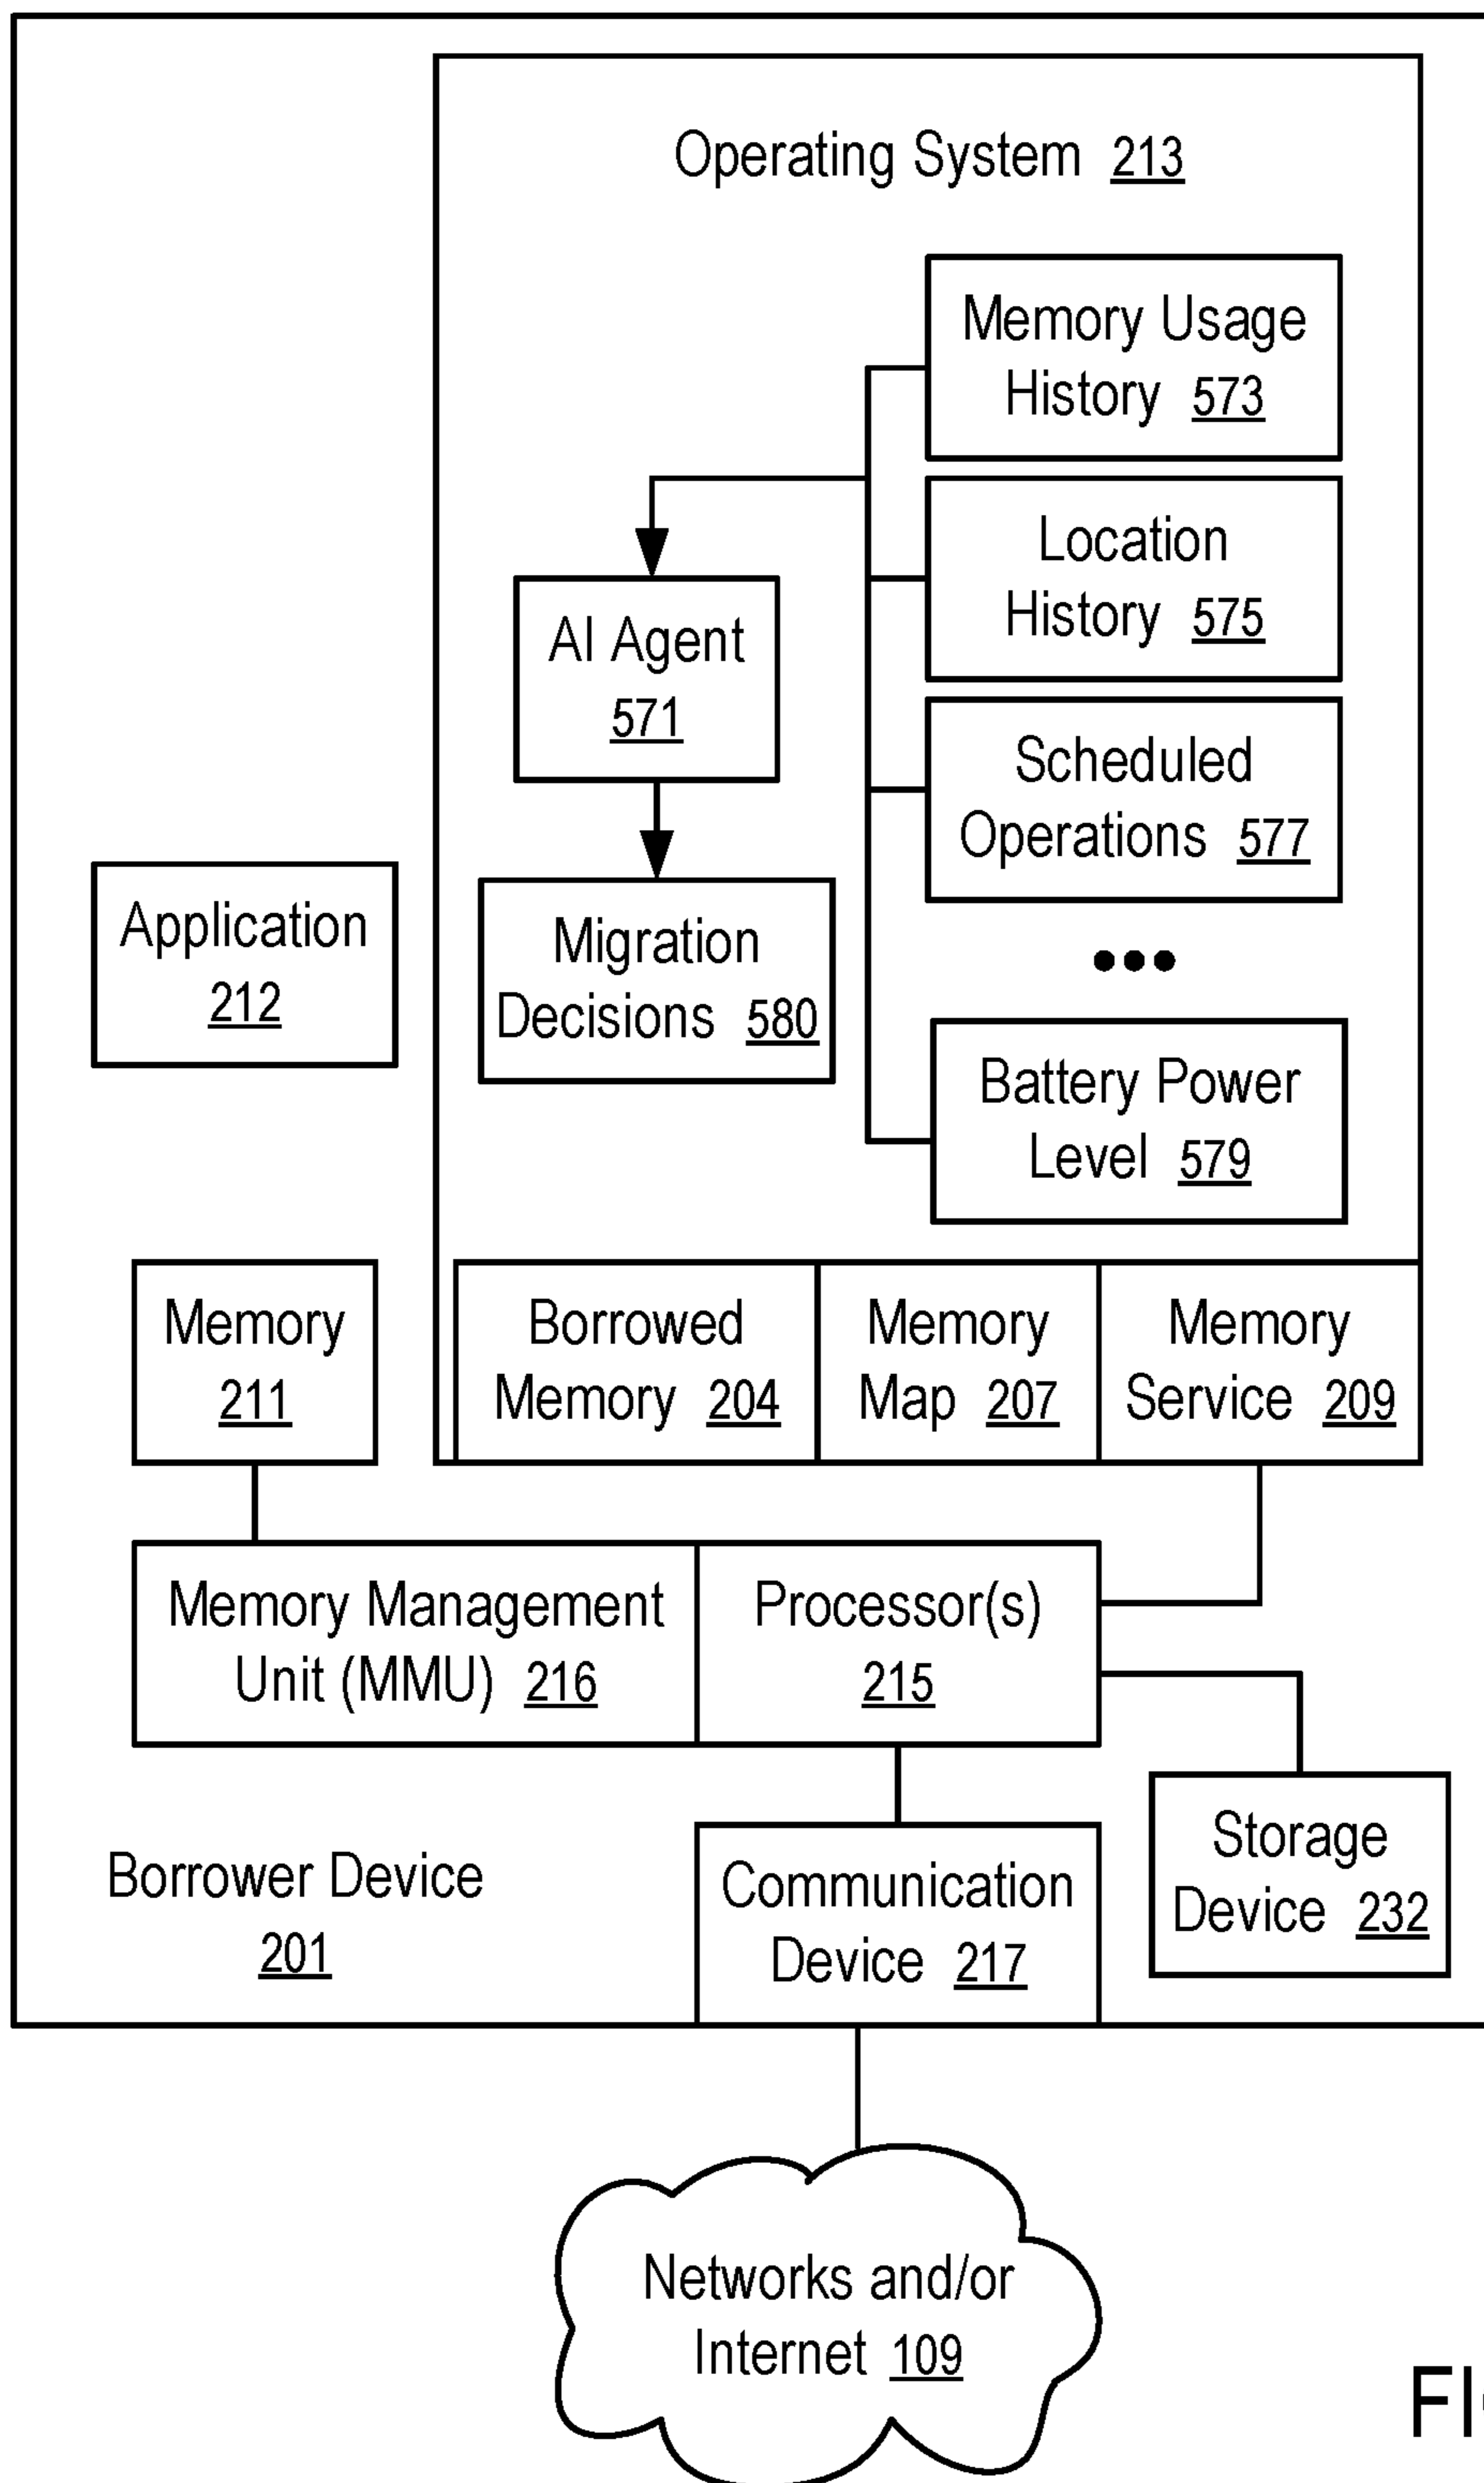 Operating System 213
Memory Usage
History 573
Location
History 575
AI Agent
571
Scheduled
Operations 577
Application
212
Migration
Decisions 580
•••
Battery Power
Level 579
Memory
211
Borrowed
Memory 204
Memory
Map 207
Memory
Service 209
Memory Management
Unit (MMU) 216
Processor(s)
215
Borrower Device
201
Communication
Device 217
Storage
Device 232
Networks and/or
Internet 109